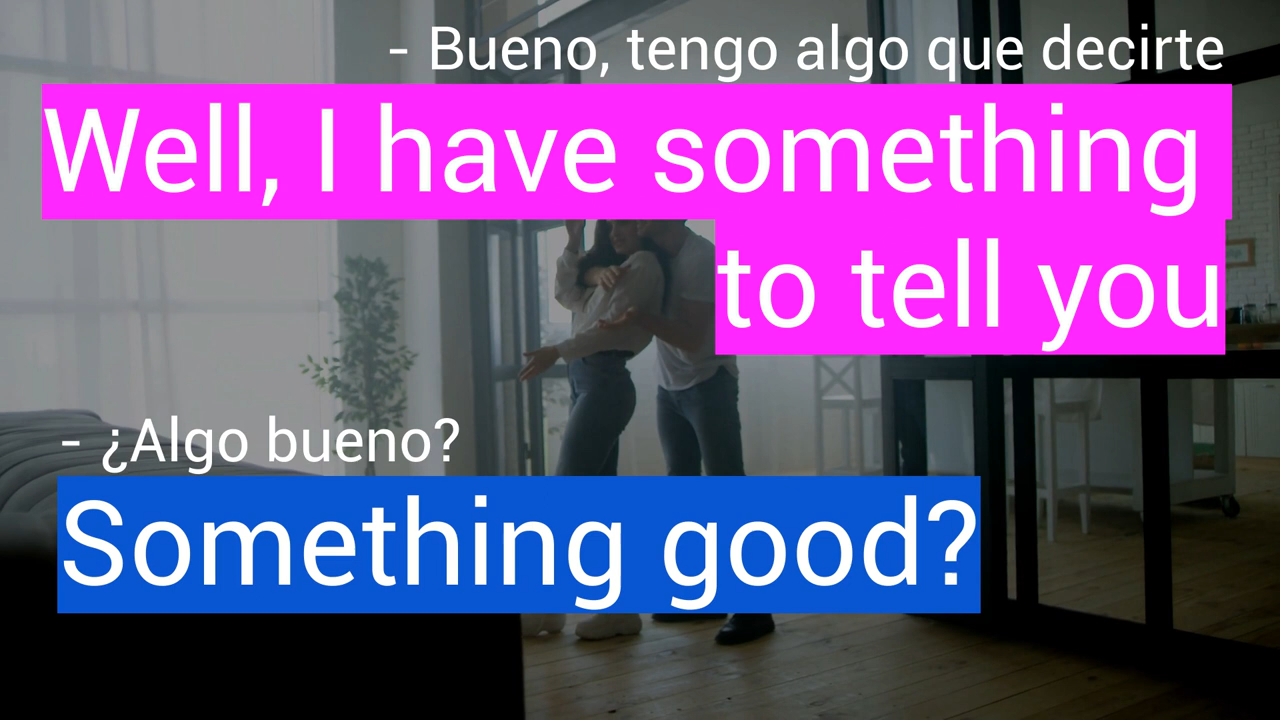 - Bueno, tengo algo que decirte
Well, I have something
to tell you
- ¿Algo bueno?
Something good?